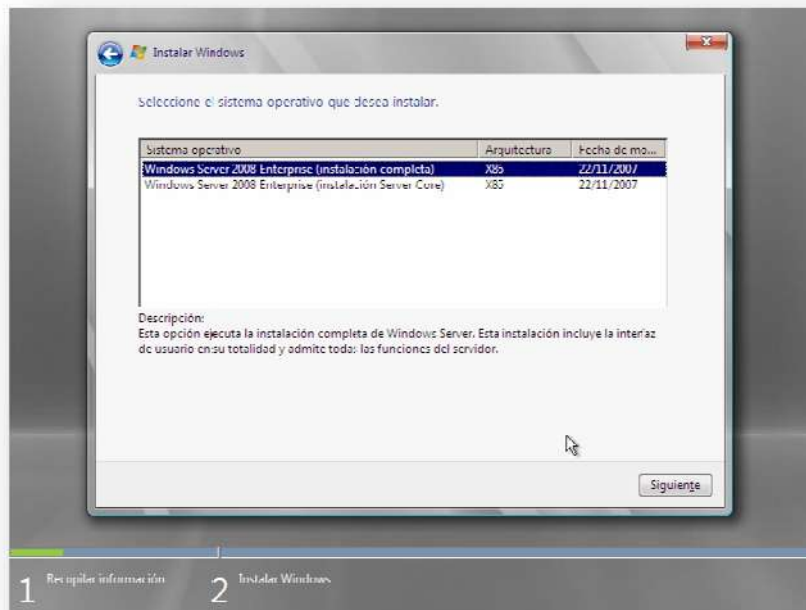 Instalar Windows
Seleccione el sistema operativo que desea instalar.
Sistema operativo Arquitectura Fecha de mo...
Windows Server 2008 Enterprise (instalación completa) X86 22/11/2007
Windows Server 2008 Enterprise (instalación Server Core) X86 22/11/2007
Descripción:
Esta opción ejecuta la instalación completa de Windows Server. Esta instalación incluye la interfaz
de usuario en su totalidad y admite todas las funciones del servidor.
Siguiente
1 Recopilar información 2 Instalar Windows